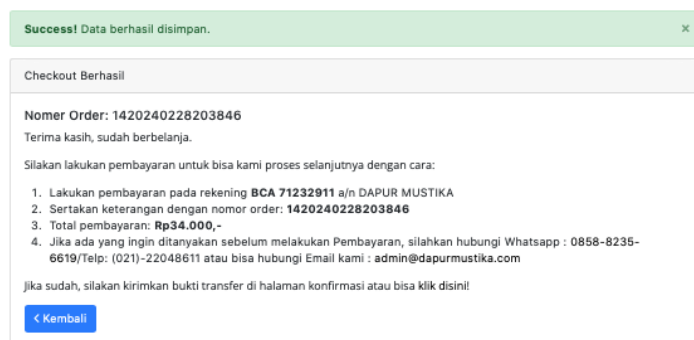 Success! Data berhasil disimpan. ×
Checkout Berhasil
Nomer Order: 1420240228203846
Terima kasih, sudah berbelanja.
Silakan lakukan pembayaran untuk bisa kami proses selanjutnya dengan cara:
1. Lakukan pembayaran pada rekening BCA 71232911 a/n DAPUR MUSTIKA
2. Sertakan keterangan dengan nomor order: 1420240228203846
3. Total pembayaran: Rp34.000,-
4. Jika ada yang ingin ditanyakan sebelum melakukan Pembayaran, silahkan hubungi Whatsapp : 0858-8235-
6619/Telp: (021)-22048611 atau bisa hubungi Email kami : admin@dapurmustika.com
Jika sudah, silakan kirimkan bukti transfer di halaman konfirmasi atau bisa klik disini!
< Kembali